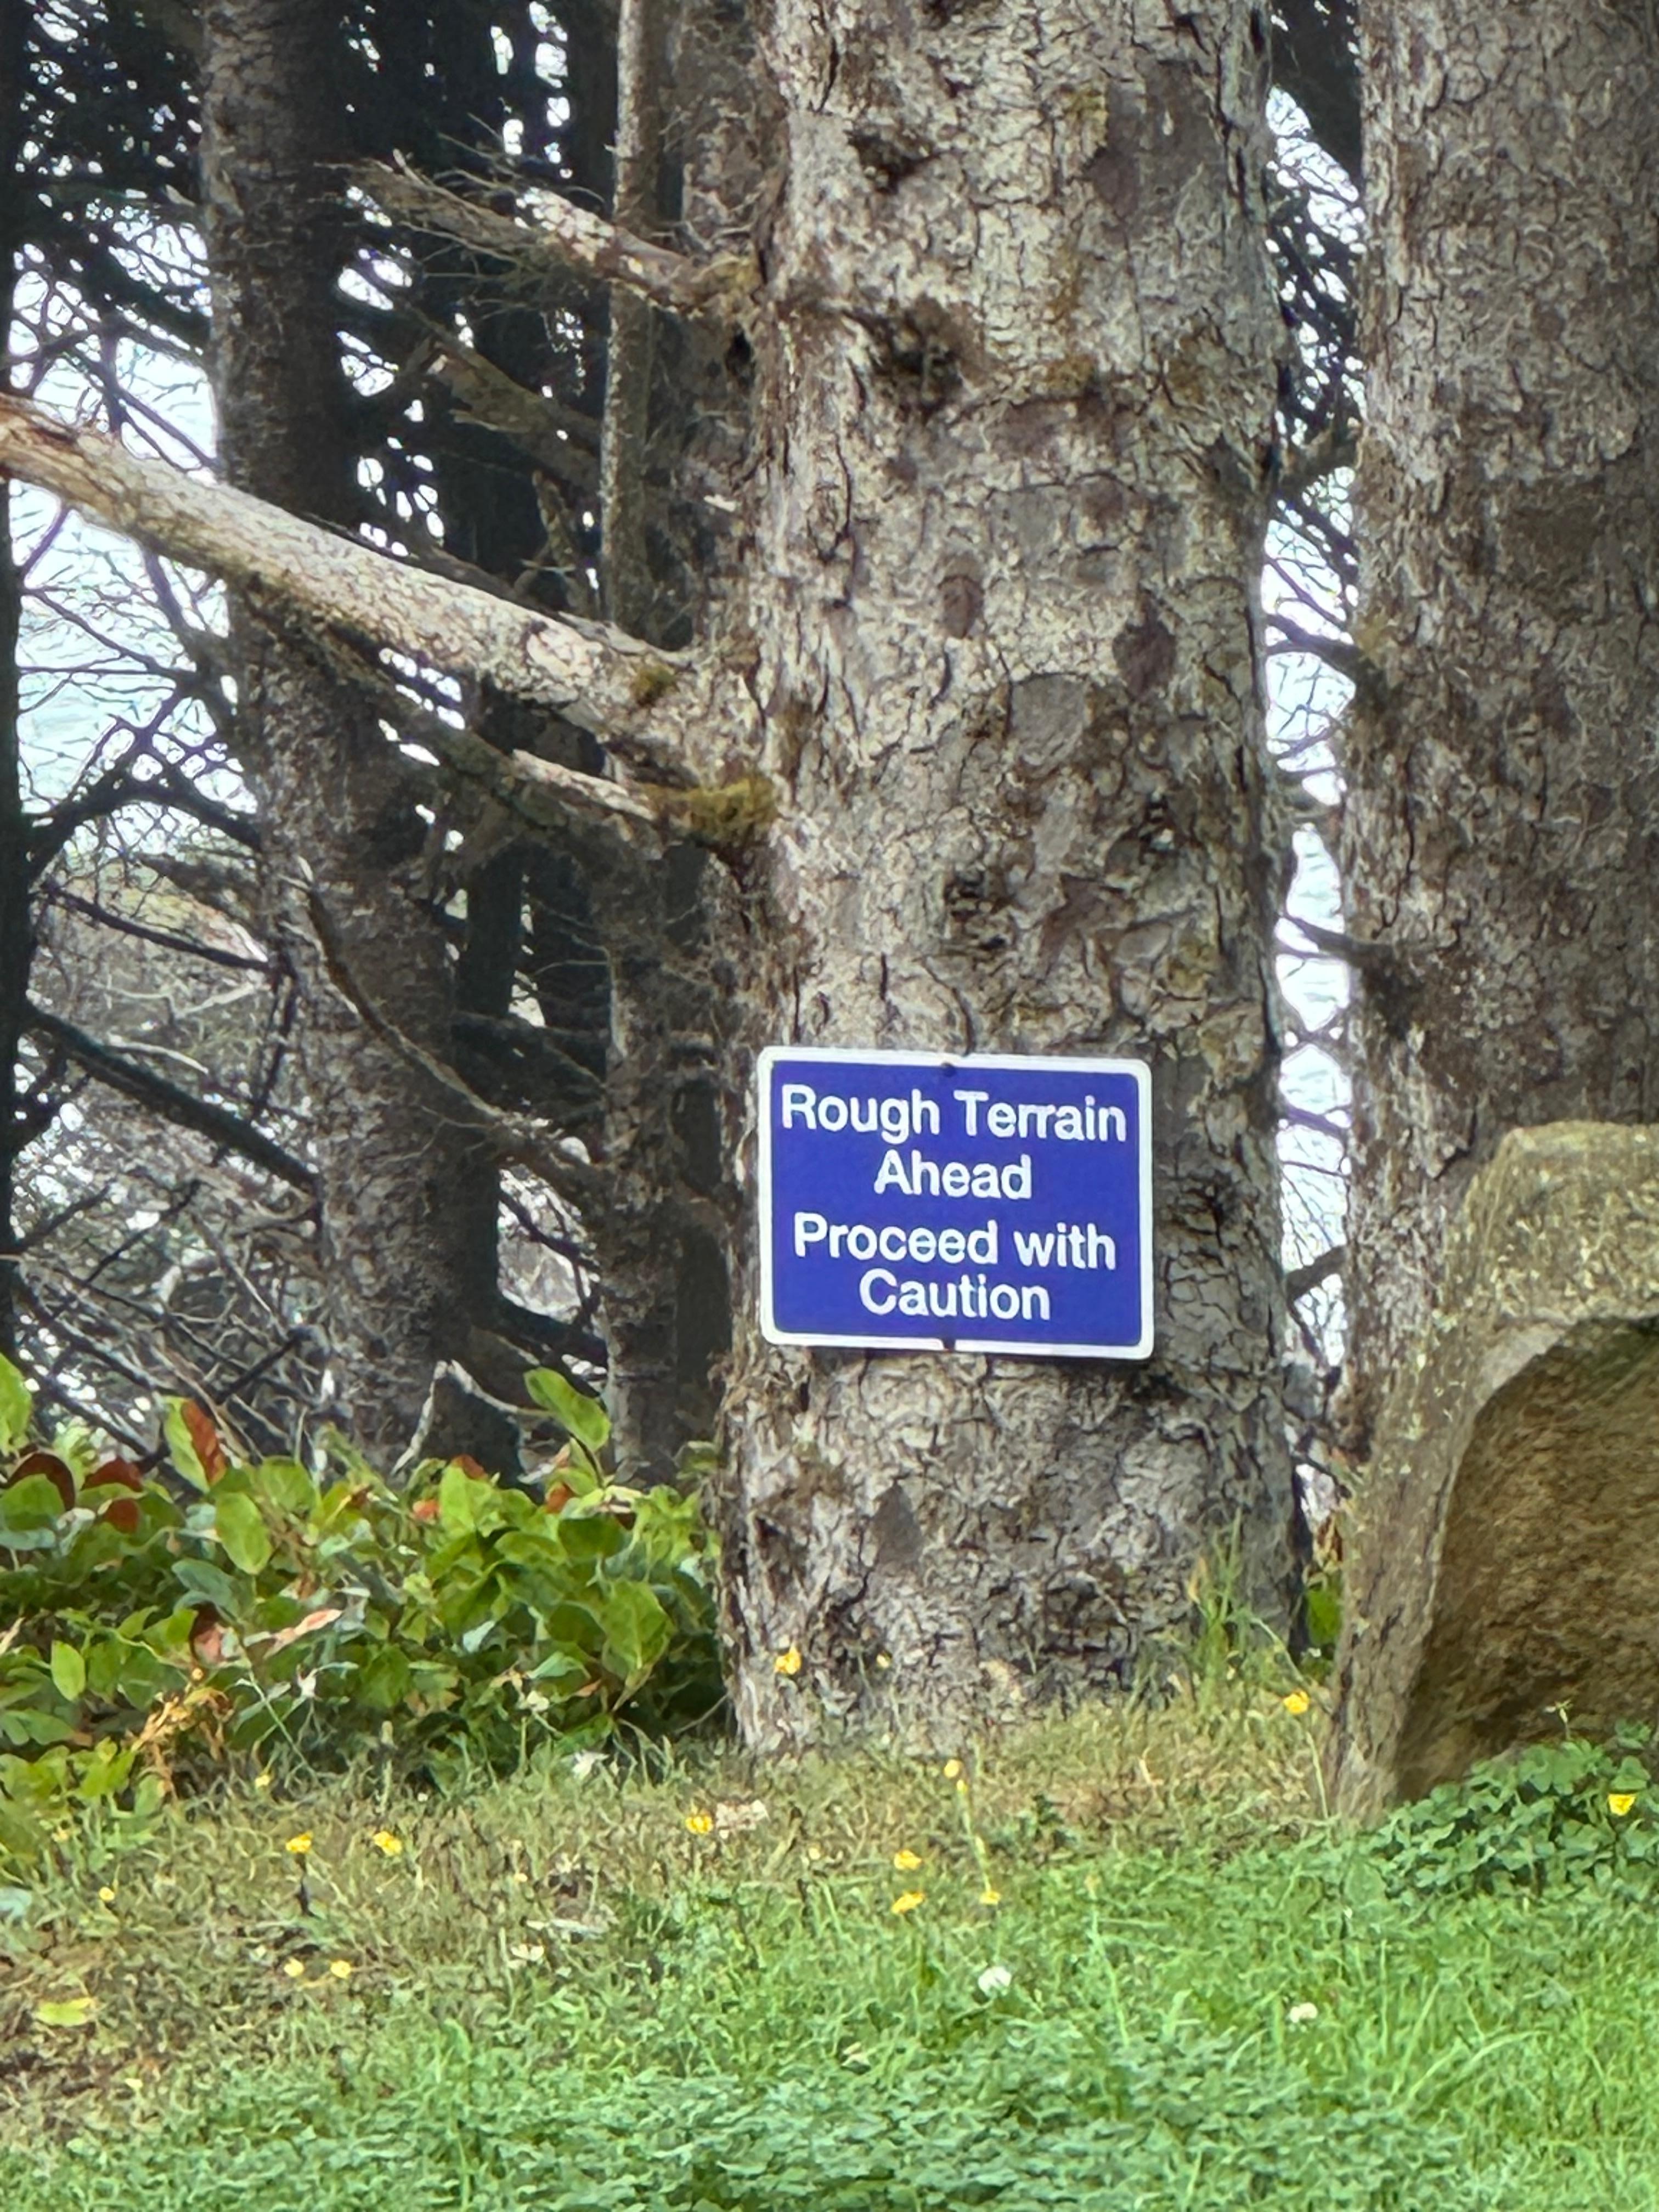 Rough Terrain
Ahead
Proceed with
Caution